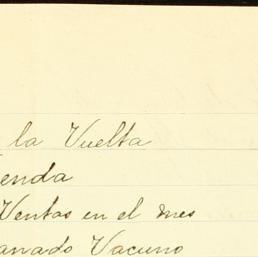 la Vuelta
enda
Ventas en el mes
anado Vacuno